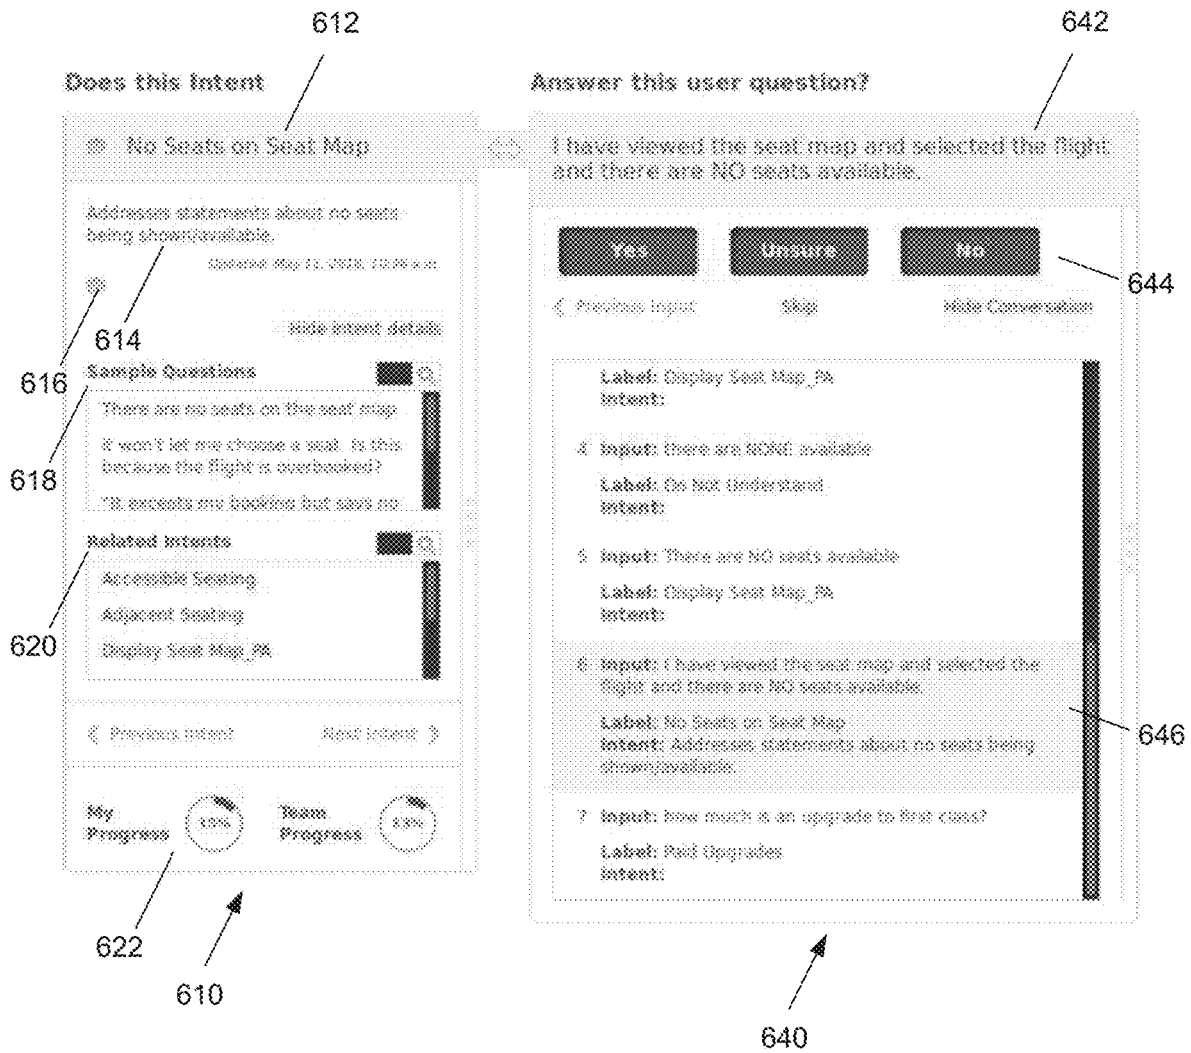 612
642
Does this Intent
Answer this user question?
No Seats on Seat Map
I have viewed the seat map and selected the flight
and there are NO seats available.
Addresses statements about no seats
being shown/available.
Updated: May 11, 2018,
Yes
Unsure
No
644
Previous Input
Skip
Hide Conversation
614
616
Hide intent details
Sample Questions
618
There are no seats on the seat map
it won't let me choose a seat. Is this
because the flight is overbooked?
my booking but says no
Related Intents
620
Accessible Seating
Adjacent Seating
Display Seat Map_PA
Previous Intent
Next Intent
My
Progress
Team
Progress
622
610
Label: Display Seat Map_PA
Intent:
4 Input: there are NONE available
Label: Do Not Understand
Intent:
5 Input: There are NO seats available
Label: Display Seat Map_PA
Intent:
6 Input: I have viewed the seat map and selected the
flight and there are NO seats available.
Label: No Seats on Seat Map
Intent: Addresses statements about no seats being
shown/available.
646
7 Input: how much is an upgrade to first class?
Label: Paid Upgrades
Intent:
640